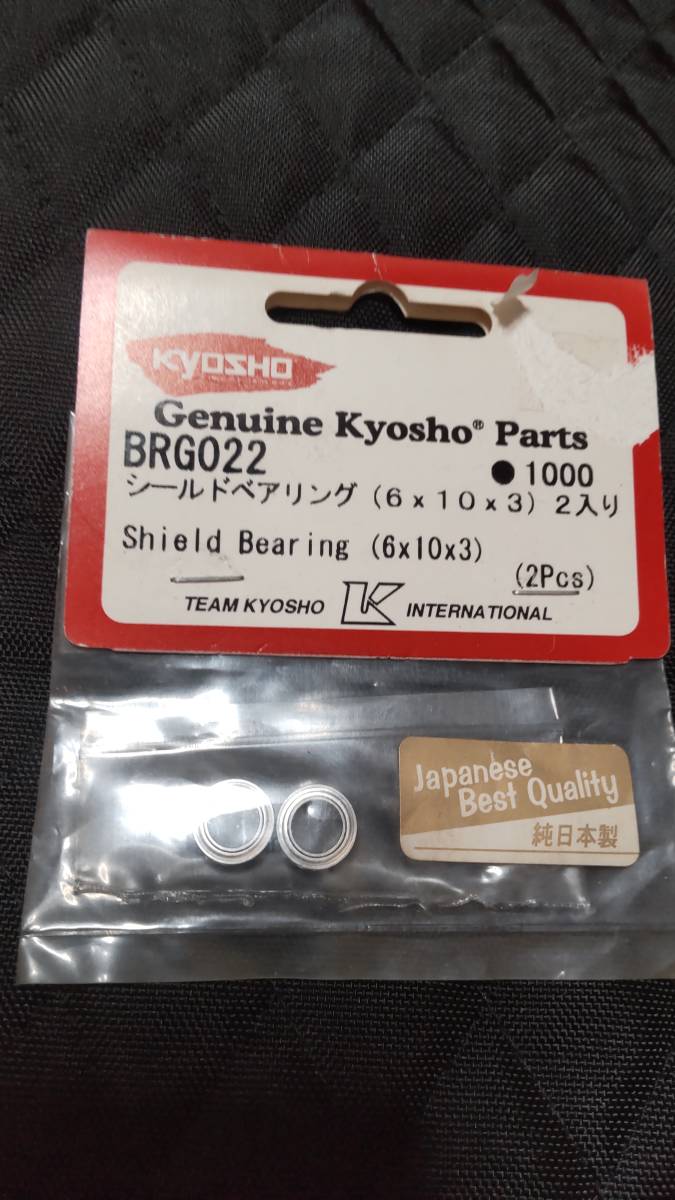 KYOSHO
Genuine Kyosho® Parts
BRG022
●1000
シールドベアリング（6×10×3）2入り
Shield Bearing (6x10x3)
(2Pcs)
TEAM KYOSHO K INTERNATIONAL
Japanese
Best Quality
純日本製